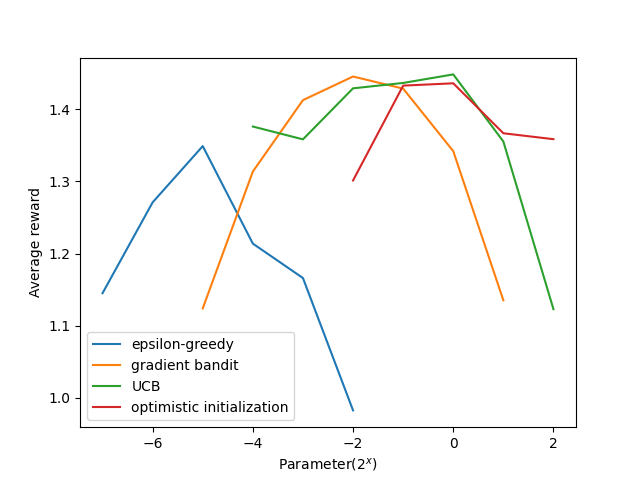 1.4
1.3
1.2
1.1
1.0
Average reward
epsilon-greedy
gradient bandit
UCB
optimistic initialization
−6
−4
−2
0
2
Parameter(2^x)